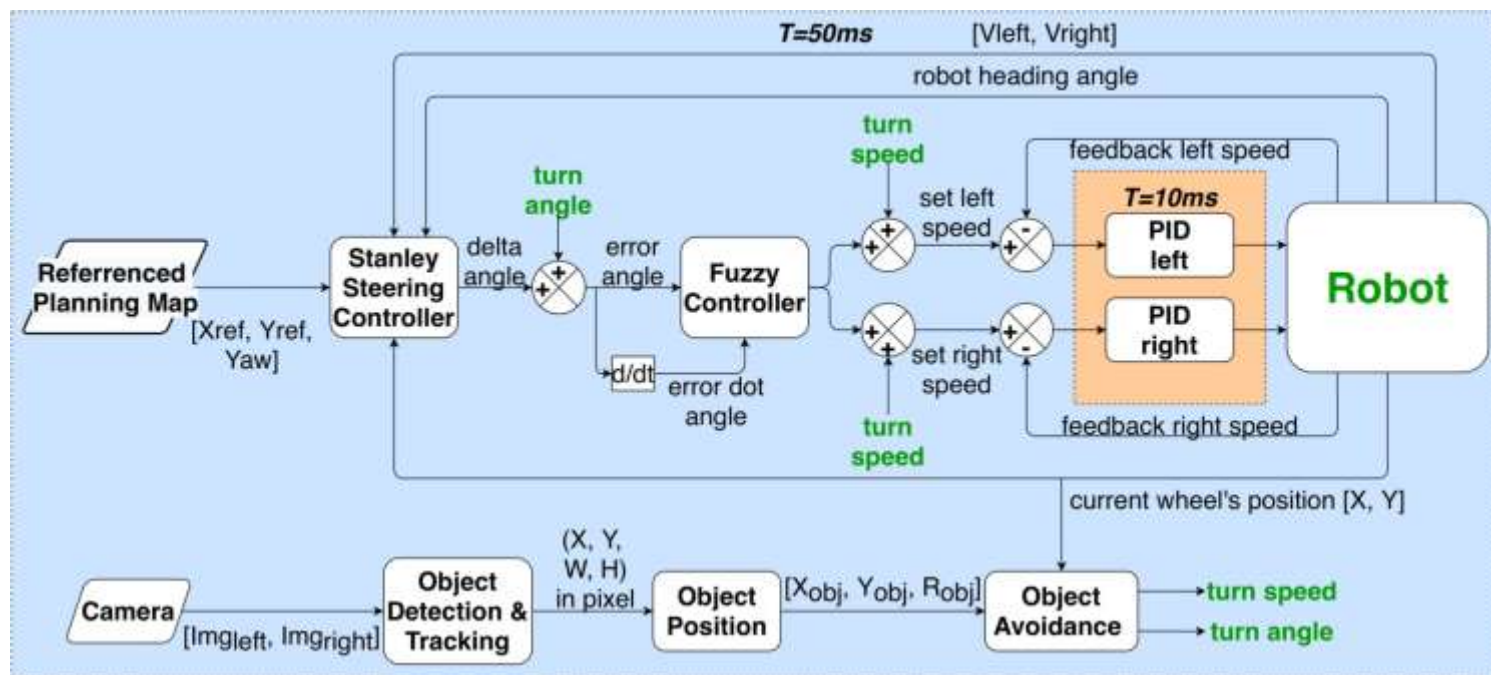 T=50ms
[Vleft, Vright]
robot heading angle
turn
speed
feedback left speed
turn
angle
set left
speed
T=10ms
+
+
-
+
PID
left
Referrenced
Planning Map
Stanley
Steering
Controller
delta
angle
+
+
error
angle
Fuzzy
Controller
Robot
[Xref, Yref,
Yaw]
+
+
+
-
set right
speed
PID
right
d/dt
error dot
angle
turn
speed
feedback right speed
current wheel's position [X, Y]
Camera
[Imgleft, Imgright]
Object
Detection &
Tracking
(X, Y,
W, H)
in pixel
Object
Position
[Xobj, Yobj, Robj]
Object
Avoidance
turn speed
turn angle